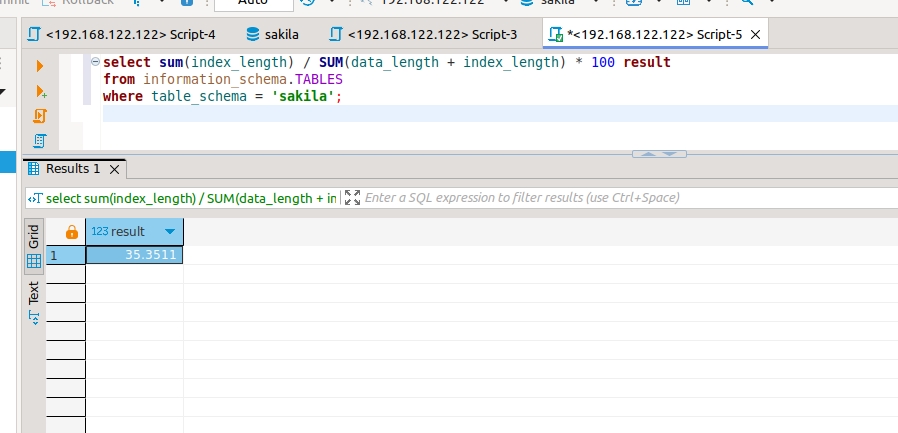 Rollback
Auto
192.168.122.122
sakila
<192.168.122.122> Script-4
sakila
<192.168.122.122> Script-3
*<192.168.122.122> Script-5
select sum(index_length) / SUM(data_length + index_length) * 100 result
from information_schema.TABLES
where table_schema = 'sakila';
Results 1
select sum(index_length) / SUM(data_length + in
Enter a SQL expression to filter results (use Ctrl+Space)
Grid
123 result
1
35.3511
Text